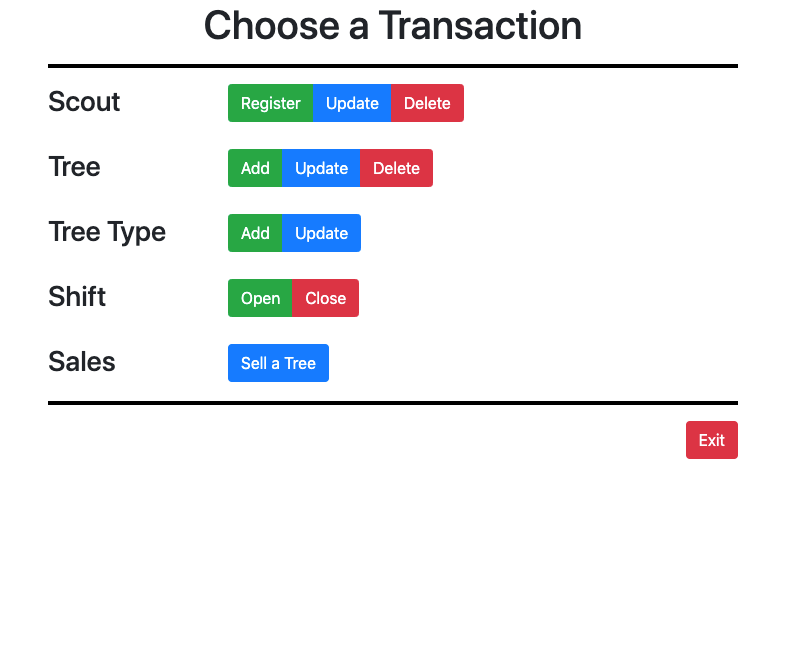 Choose a Transaction
Scout Register Update Delete
Tree Add Update Delete
Tree Type Add Update
Shift Open Close
Sales Sell a Tree
Exit